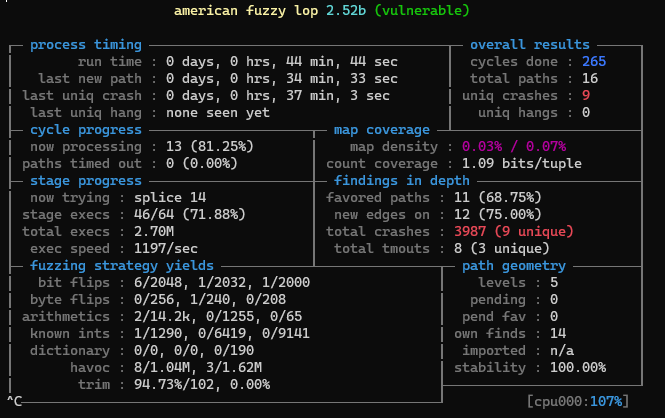 american fuzzy lop 2.52b (vulnerable)
process timing overall results
run time : 0 days, 0 hrs, 44 min, 44 sec cycles done : 265
last new path : 0 days, 0 hrs, 34 min, 33 sec total paths : 16
last uniq crash : 0 days, 0 hrs, 37 min, 3 sec uniq crashes : 9
last uniq hang : none seen yet uniq hangs : 0
cycle progress map coverage
now processing : 13 (81.25%) map density : 0.03% / 0.07%
paths timed out : 0 (0.00%) count coverage : 1.09 bits/tuple
stage progress findings in depth
now trying : splice 14 favored paths : 11 (68.75%)
stage execs : 46/64 (71.88%) new edges on : 12 (75.00%)
total execs : 2.70M total crashes : 3987 (9 unique)
exec speed : 1197/sec total tmouts : 8 (3 unique)
fuzzing strategy yields path geometry
bit flips : 6/2048, 1/2032, 1/2000 levels : 5
byte flips : 0/256, 1/240, 0/208 pending : 0
arithmetics : 2/14.2k, 0/1255, 0/65 pend fav : 0
known ints : 1/1290, 0/6419, 0/9141 own finds : 14
dictionary : 0/0, 0/0, 0/190 imported : n/a
havoc : 8/1.04M, 3/1.62M stability : 100.00%
trim : 94.73%/102, 0.00%
^C [cpu000:107%]